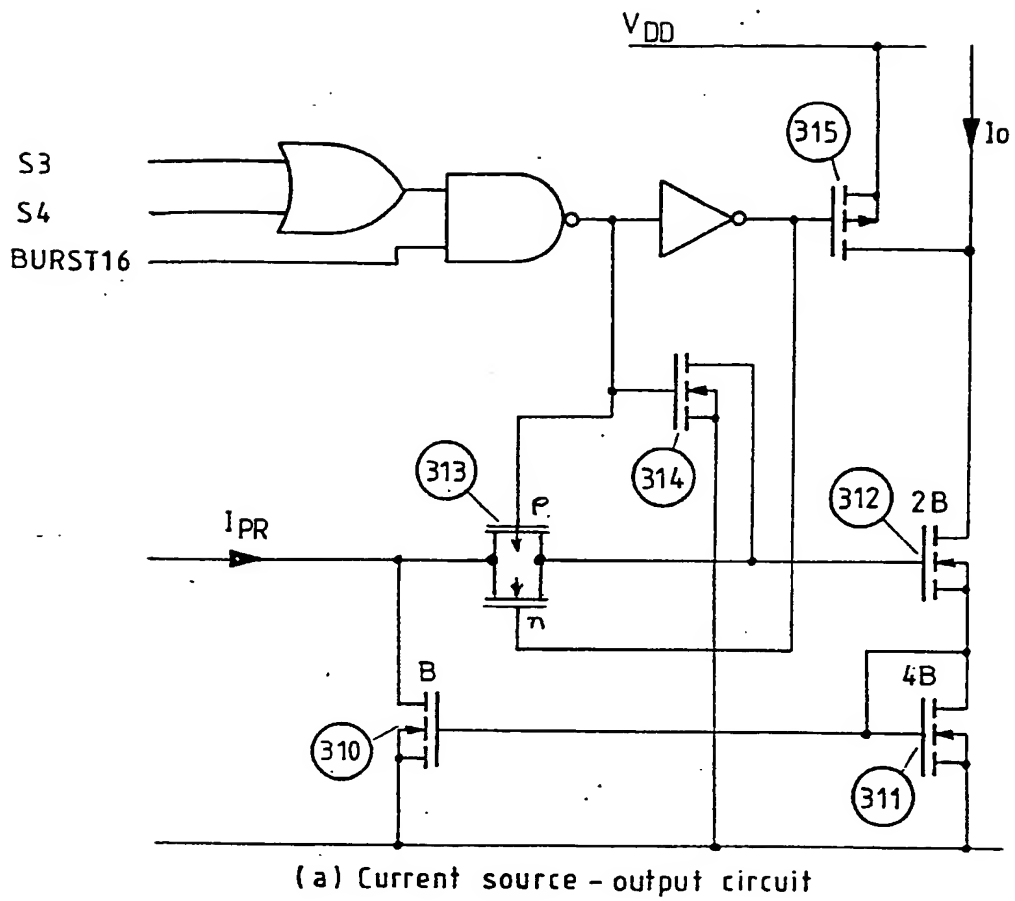 VDD
315
Io
S3
S4
BURST16
313
314
P
312
2B
IPR
n
B
4B
310
311
(a) Current source - output circuit